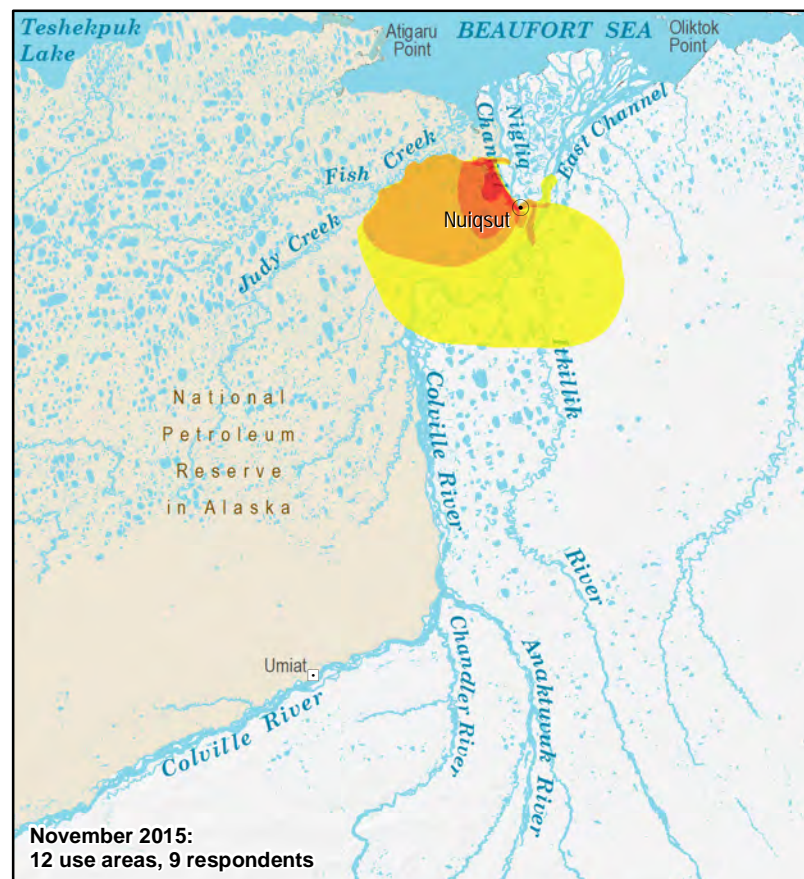 Teshekpuk
Lake
Atigaru
Point
BEAUFORT SEA
Oliktok
Point
Nigliq
Channel
East Channel
Fish Creek
Judy Creek
Nuiqsut
Itkillik
River
Colville River
National
Petroleum
Reserve
in Alaska
Umiat
Chandler River
Anaktuvuk River
Colville River
November 2015:
12 use areas, 9 respondents